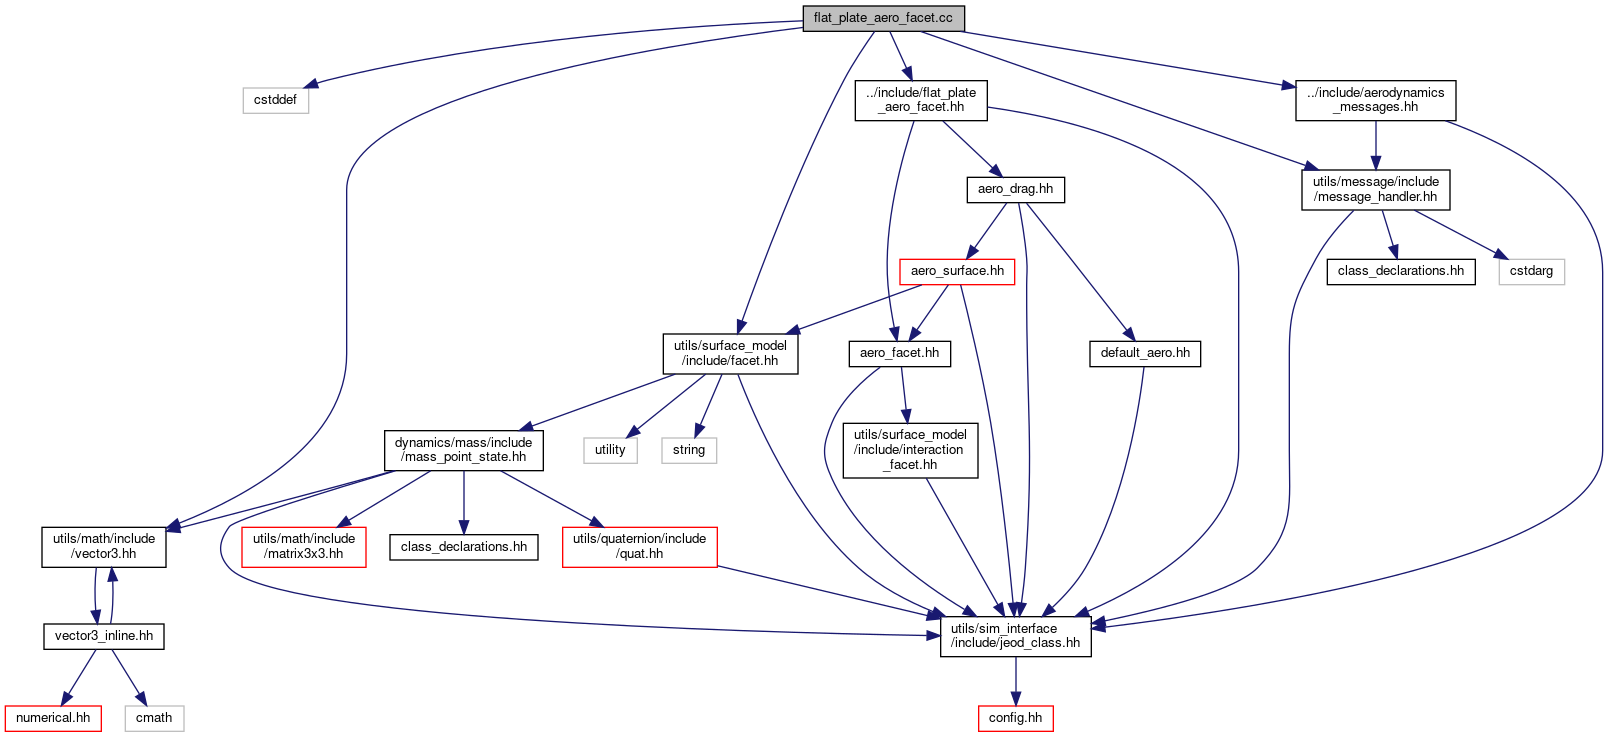 flat_plate_aero_facet.cc
cstddef
../include/flat_plate
_aero_facet.hh
../include/aerodynamics
_messages.hh
aero_drag.hh
utils/message/include
/message_handler.hh
aero_surface.hh
class_declarations.hh
cstdarg
utils/surface_model
/include/facet.hh
aero_facet.hh
default_aero.hh
dynamics/mass/include
/mass_point_state.hh
utility
string
utils/surface_model
/include/interaction
_facet.hh
utils/math/include
/vector3.hh
utils/math/include
/matrix3x3.hh
class_declarations.hh
utils/quaternion/include
/quat.hh
vector3_inline.hh
utils/sim_interface
/include/jeod_class.hh
numerical.hh
cmath
config.hh